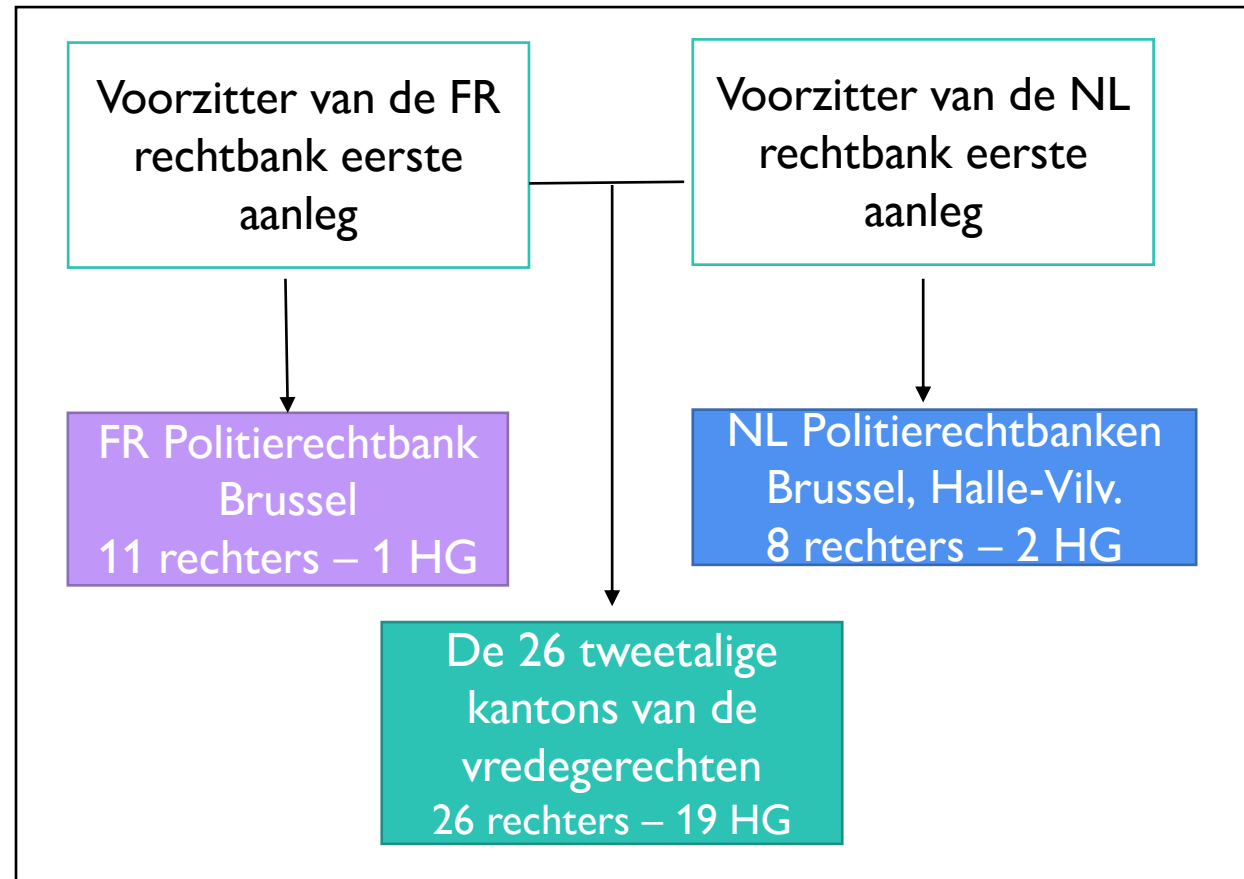 Voorzitter van de FR
rechtbank eerste
aanleg
Voorzitter van de NL
rechtbank eerste
aanleg
FR Politierechtbank
Brussel
11 rechters – 1 HG
NL Politierechtbanken
Brussel, Halle-Vilv.
8 rechters – 2 HG
De 26 tweetalige
kantons van de
vredegerechten
26 rechters – 19 HG